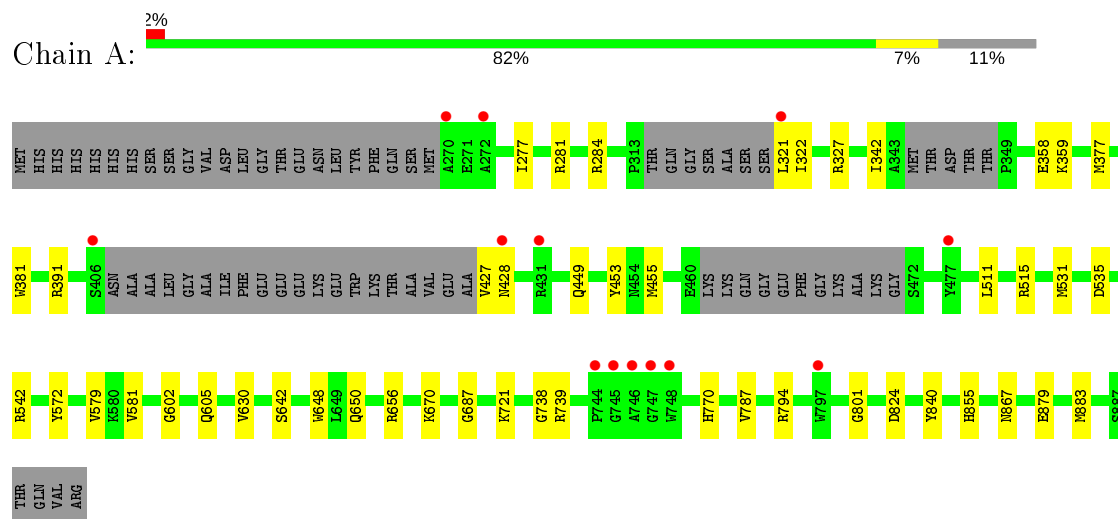 2%
Chain A:
82% 7% 11%
MET HIS HIS HIS HIS HIS HIS SER SER GLY VAL ASP LEU GLY THR GLU ASN LEU TYR PHE GLN SER MET A270 E271 A272 I277 R281 R284 P313 THR GLN GLY SER ALA SER SER L321 I322 R327 I342 A343 MET THR ASP THR THR P349 E358 K359 M377
W381 R391 S406 ASN ALA ALA LEU GLY ALA ILE PHE GLU GLU GLU LYS GLU TRP LYS THR ALA VAL GLU ALA V427 N428 R431 Q449 Y453 N454 M455 E460 LYS LYS GLN GLY GLU PHE GLY LYS ALA LYS GLY S472 Y477 L511 R515 M531 D535
R542 Y572 V579 K580 V581 G602 Q605 V630 S642 W648 L649 Q650 R656 K670 G687 K721 G738 R739 P744 G745 A746 G747 W748 H770 V787 R794 W797 G801 D824 Y840 H855 N867 E879 M883 S887
THR GLN VAL ARG